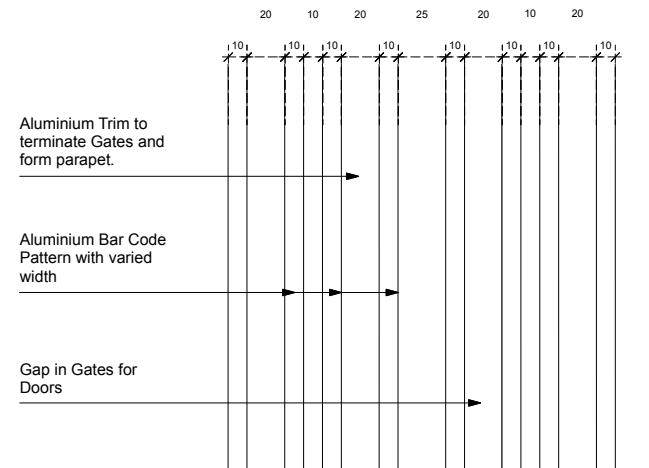 20 10 20 25 20 10 20
10 10 10 10 10 10 10 10
Aluminium Trim to
terminate Gates and
form parapet.
Aluminium Bar Code
Pattern with varied
width
Gap in Gates for
Doors